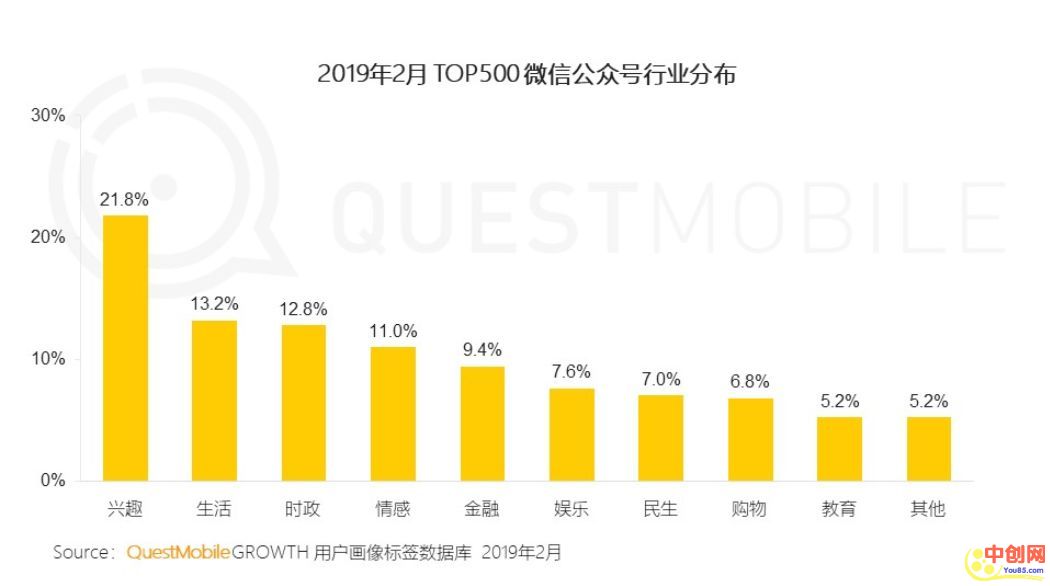 2019年2月 TOP500 微信公众号行业分布
30%
20%
10%
0%
21.8%
13.2%
12.8%
11.0%
9.4%
7.6%
7.0%
6.8%
5.2%
5.2%
兴趣
生活
时政
情感
金融
娱乐
民生
购物
教育
其他
QUESTMOBILE
Source：QuestMobile GROWTH 用户画像标签数据库 2019年2月
中创网
You85.com